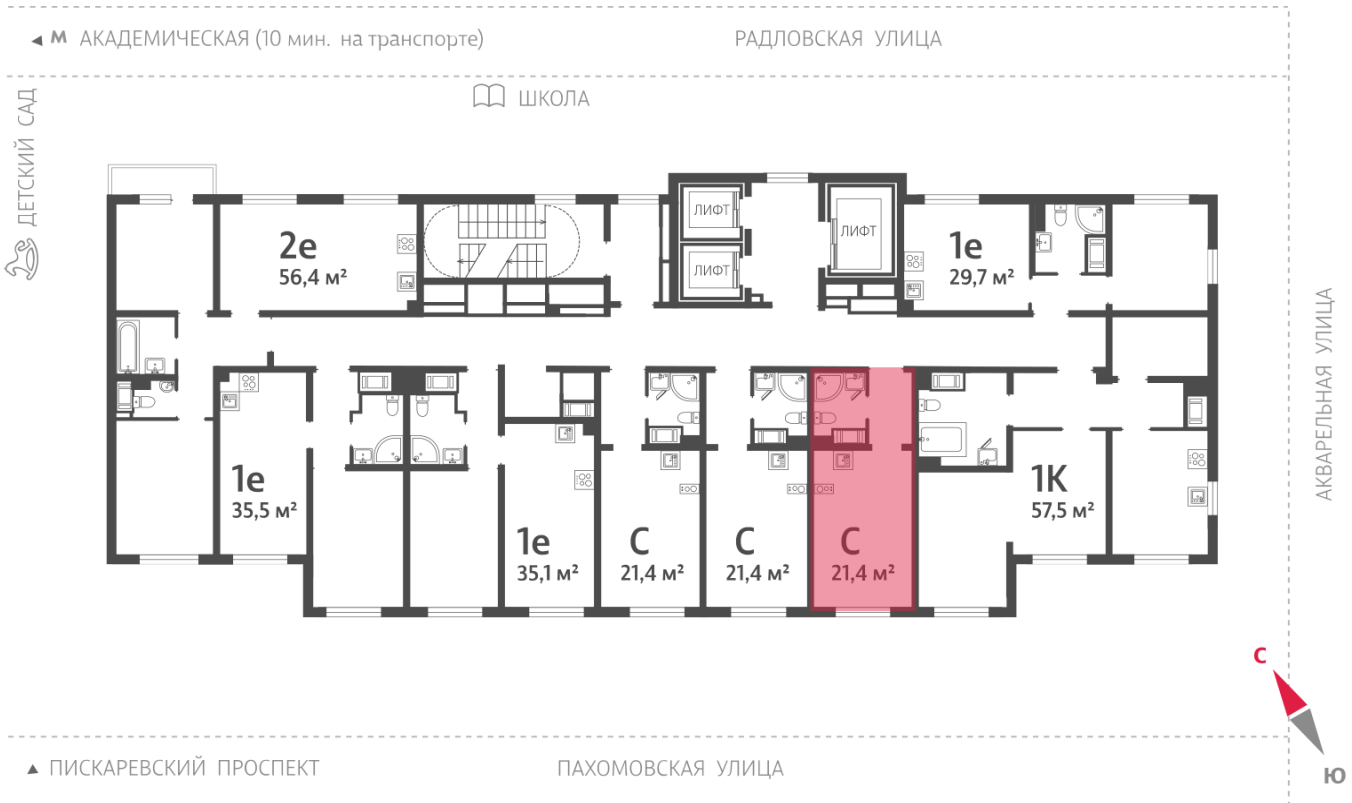 М АКАДЕМИЧЕСКАЯ (10 мин. на транспорте)
РАДЛОВСКАЯ УЛИЦА
ШКОЛА
ДЕТСКИЙ САД
ЛИФТ
ЛИФТ
ЛИФТ
2е
56,4 м²
1е
29,7 м²
АКВАРЕЛЬНАЯ УЛИЦА
1е
35,5 м²
1е
35,1 м²
С
21,4 м²
С
21,4 м²
С
21,4 м²
1К
57,5 м²
С
Ю
ПИСКАРЕВСКИЙ ПРОСПЕКТ
ПАХОМОВСКАЯ УЛИЦА